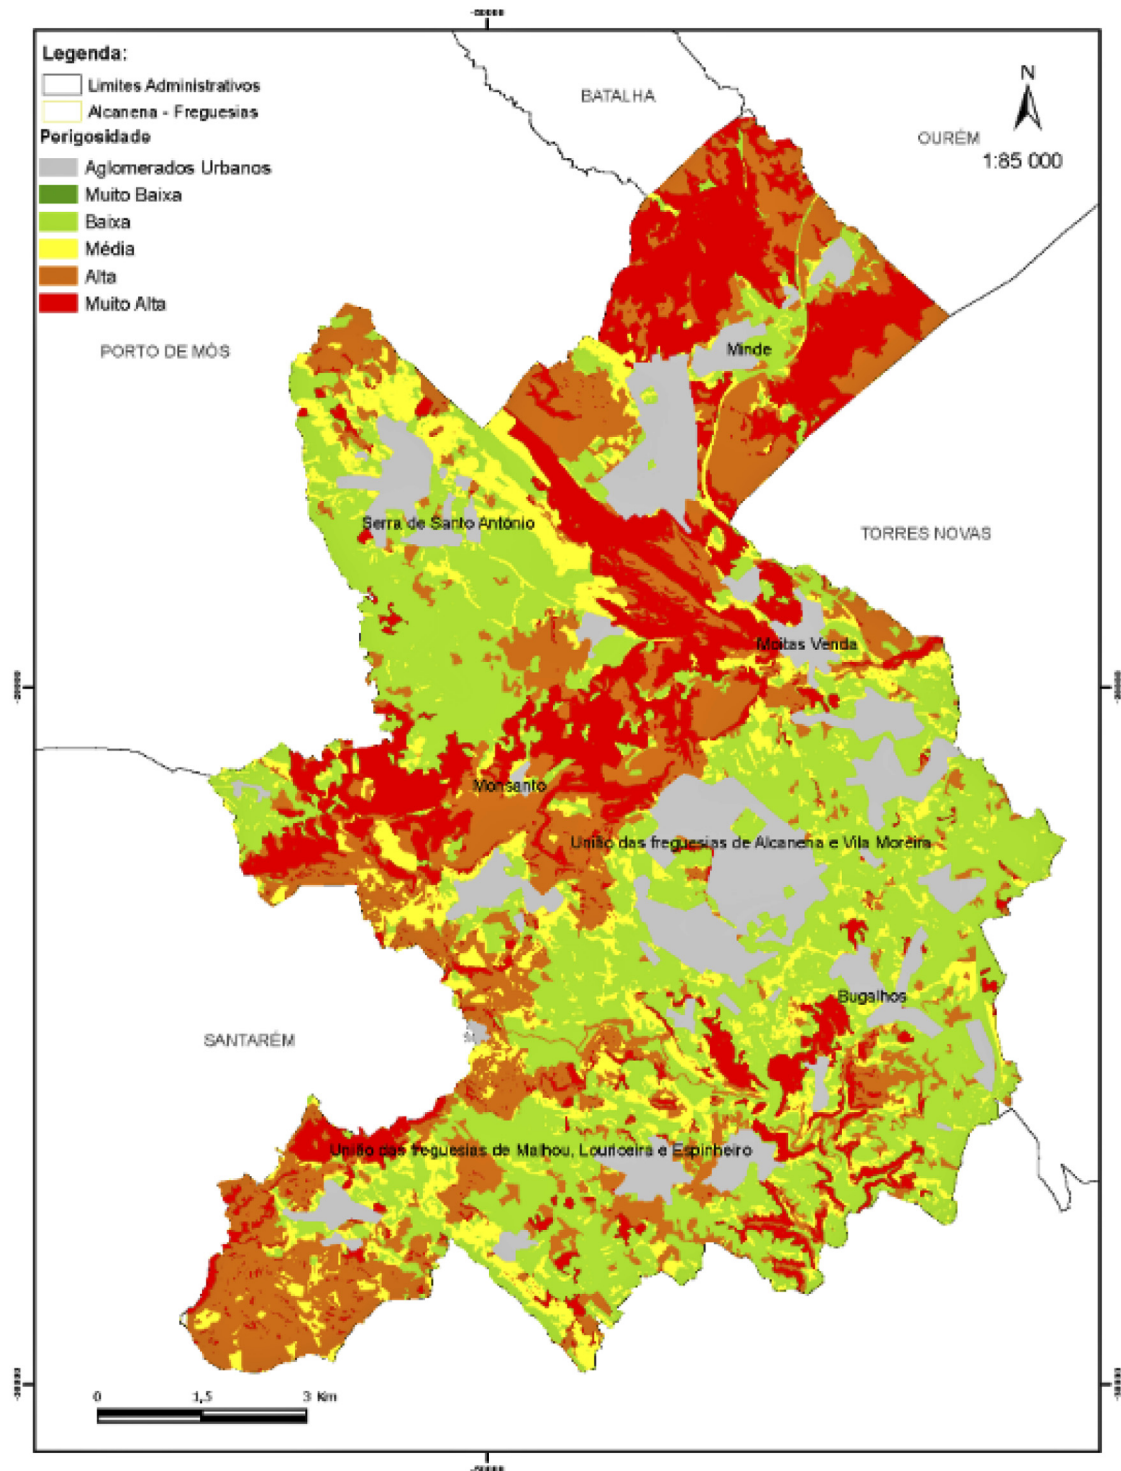 -50000
Legenda:
Limites Administrativos
Alcanena - Freguesias
Perigosidade
Aglomerados Urbanos
Muito Baixa
Baixa
Média
Alta
Muito Alta
BATALHA
N
OURÉM
1:85 000
PORTO DE MÓS
Minde
Serra de Santo António
TORRES NOVAS
Moitas Venda
Monsanto
União das freguesias de Alcanena e Vila Moreira
Bugalhos
SANTARÉM
União das freguesias de Malhou, Louriceira e Espinheiro
0 1,5 3 Km